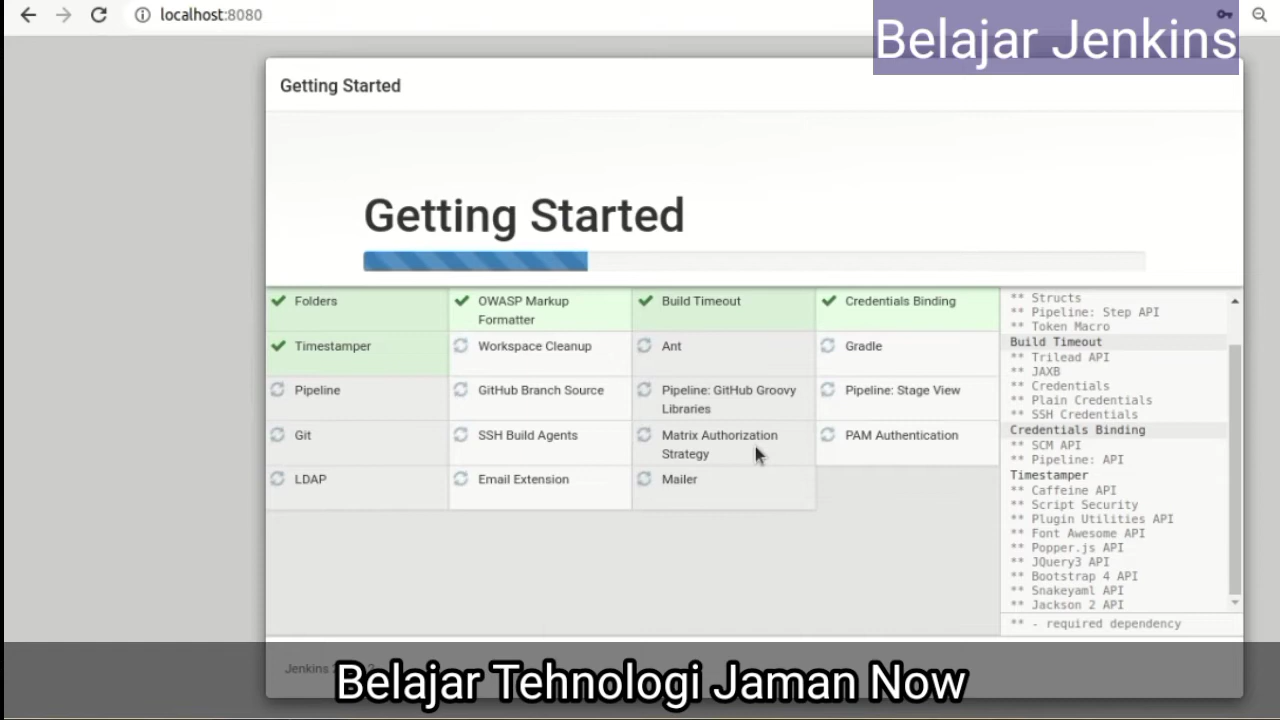 localhost:8080
Belajar Jenkins
Getting Started
Getting Started
Folders
OWASP Markup
Formatter
Build Timeout
Credentials Binding
Timestamper
Workspace Cleanup
Ant
Gradle
Pipeline
GitHub Branch Source
Pipeline: GitHub Groovy
Libraries
Pipeline: Stage View
Git
SSH Build Agents
Matrix Authorization
Strategy
PAM Authentication
LDAP
Email Extension
Mailer
** Structs
** Pipeline: Step API
** Token Macro
Build Timeout
** Trilead API
** JAXB
** Credentials
** Plain Credentials
** SSH Credentials
Credentials Binding
** SCM API
** Pipeline: API
Timestamper
** Caffeine API
** Script Security
** Plugin Utilities API
** Font Awesome API
** Popper.js API
** JQuery3 API
** Bootstrap 4 API
** Snakeyaml API
** Jackson 2 API
** - required dependency
Jenkins
Belajar Tehnologi Jaman Now